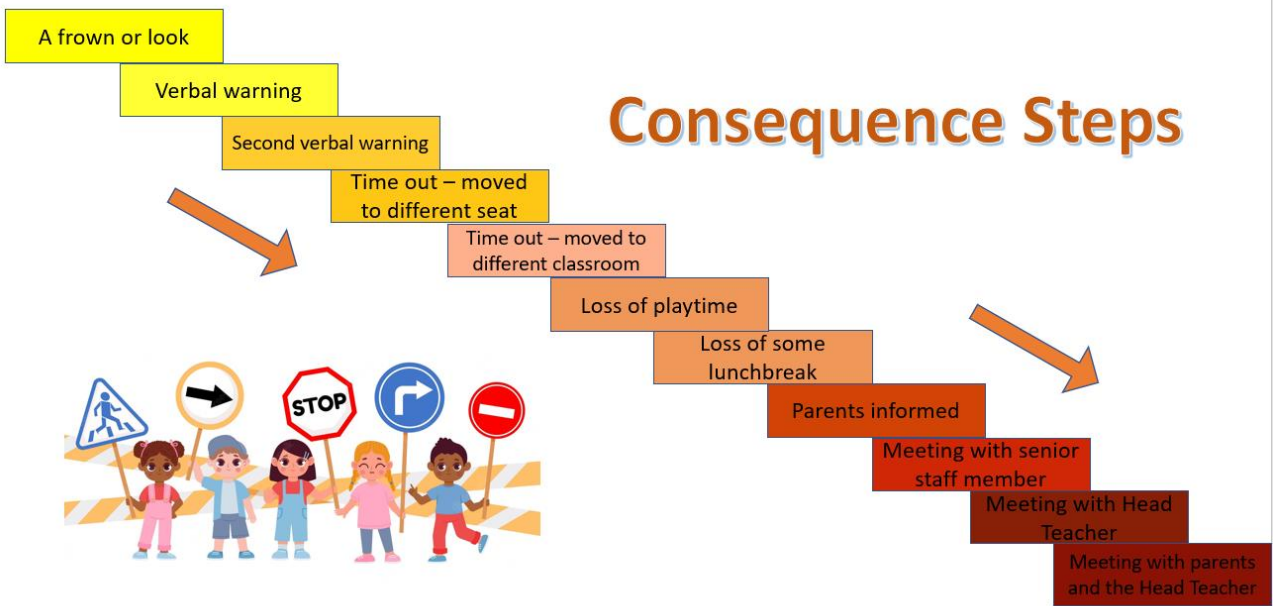 A frown or look
Verbal warning
Consequence Steps
Second verbal warning
Time out – moved
to different seat
Time out – moved to
different classroom
Loss of playtime
Loss of some
lunchbreak
STOP
Parents informed
Meeting with senior
staff member
Meeting with Head
Teacher
Meeting with parents
and the Head Teacher